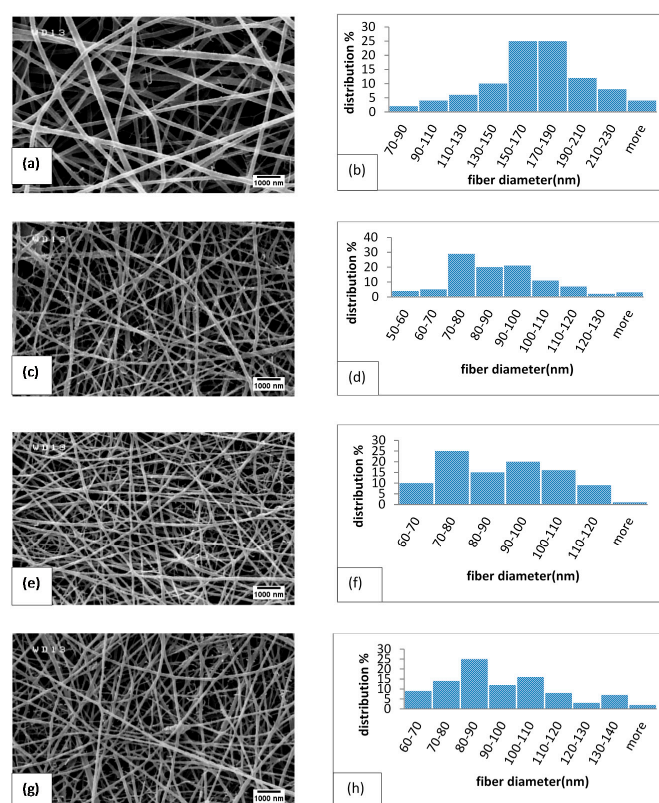 WD13
(a)
1000 nm
distribution %
30
25
20
15
10
5
0
70-90
90-110
110-130
130-150
150-170
170-190
190-210
210-230
more
fiber diameter(nm)
(b)
WD13
(c)
1000 nm
distribution %
40
30
20
10
0
50-60
60-70
70-80
80-90
90-100
100-110
110-120
120-130
more
fiber diameter(nm)
(d)
WD13
(e)
1000 nm
distribution %
30
25
20
15
10
5
0
60-70
70-80
80-90
90-100
100-110
110-120
more
fiber diameter(nm)
(f)
WD13
(g)
1000 nm
distribution %
30
25
20
15
10
5
0
60-70
70-80
80-90
90-100
100-110
110-120
120-130
130-140
more
fiber diameter(nm)
(h)